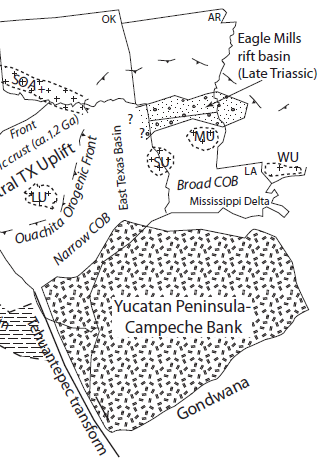 OK
AR
Eagle Mills
rift basin
(Late Triassic)
SOA
Front
ic crust (ca. 1.2 Ga)
tral TX Uplift
?
?
MU
SU
WU
LA
LU
East Texas Basin
Ouachita Orogenic Front
Broad COB
Mississippi Delta
Narrow COB
Yucatan Peninsula-
Campeche Bank
Tehuantepec transform
Gondwana